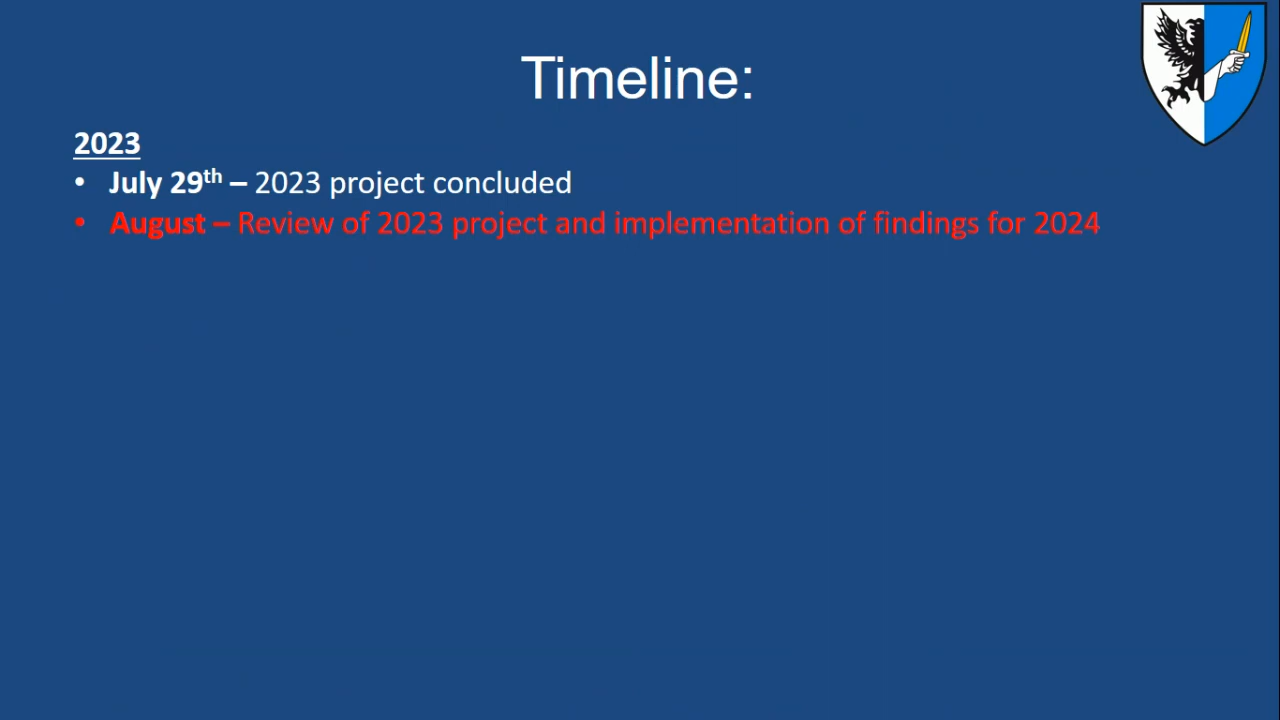 Timeline:
2023
• July 29th – 2023 project concluded
• August – Review of 2023 project and implementation of findings for 2024